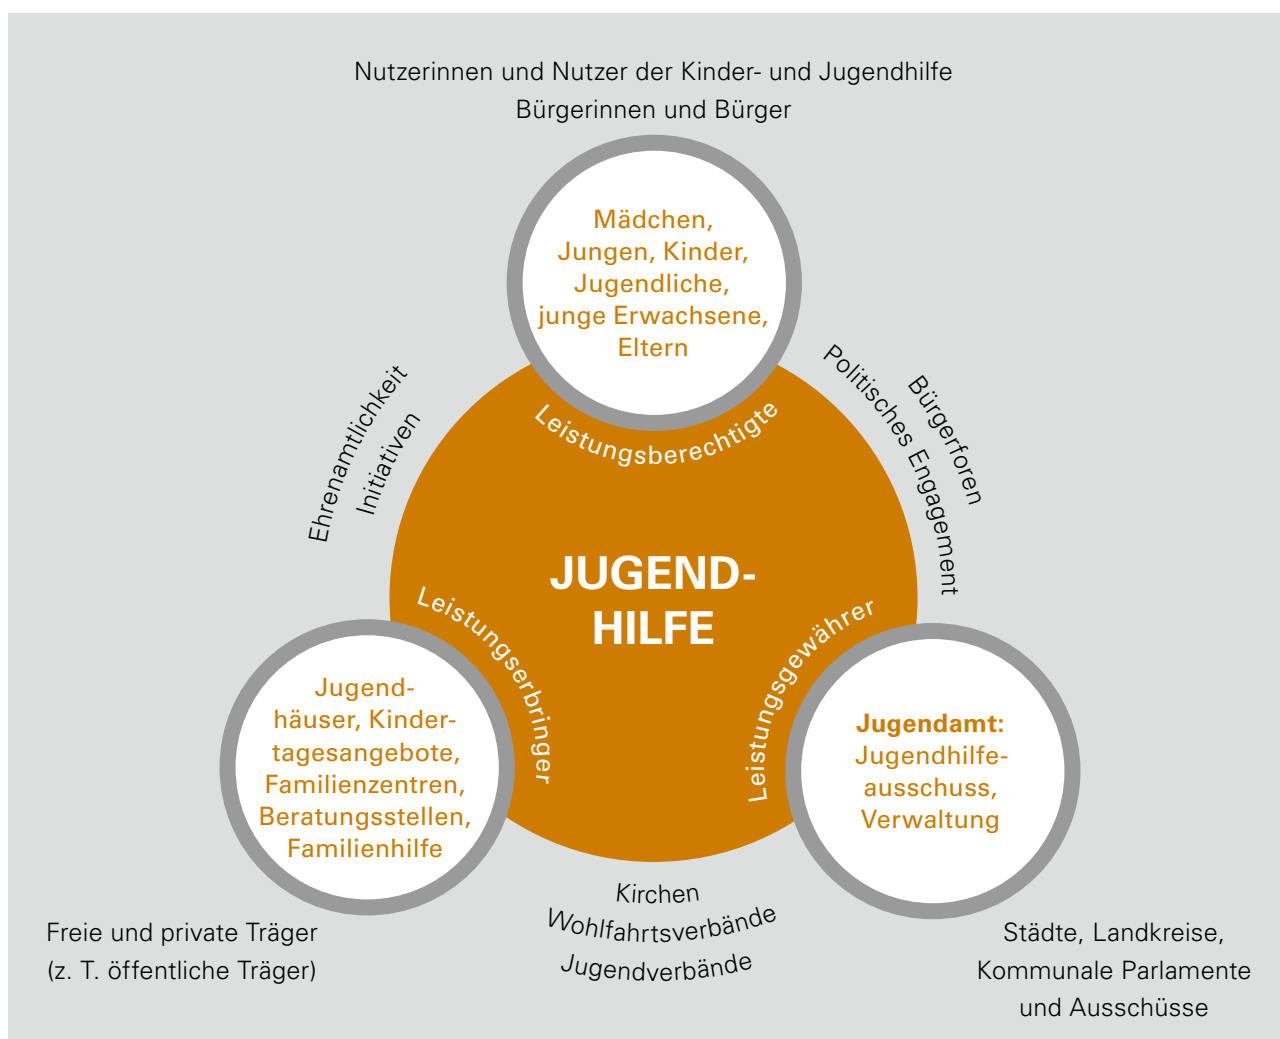 Nutzerinnen und Nutzer der Kinder- und Jugendhilfe
Bürgerinnen und Bürger
Mädchen,
Jungen, Kinder,
Jugendliche,
junge Erwachsene,
Eltern
Leistungsberechtigte
Ehrenamtlichkeit
Initiativen
Bürgerforen
Politisches Engagement
JUGEND-
HILFE
Leistungserbringer
Leistungsgewährer
Jugend-
häuser, Kinder-
tagesangebote,
Familienzentren,
Beratungsstellen,
Familienhilfe
Jugendamt:
Jugendhilfe-
ausschuss,
Verwaltung
Kirchen
Wohlfahrtsverbände
Jugendverbände
Freie und private Träger
(z. T. öffentliche Träger)
Städte, Landkreise,
Kommunale Parlamente
und Ausschüsse